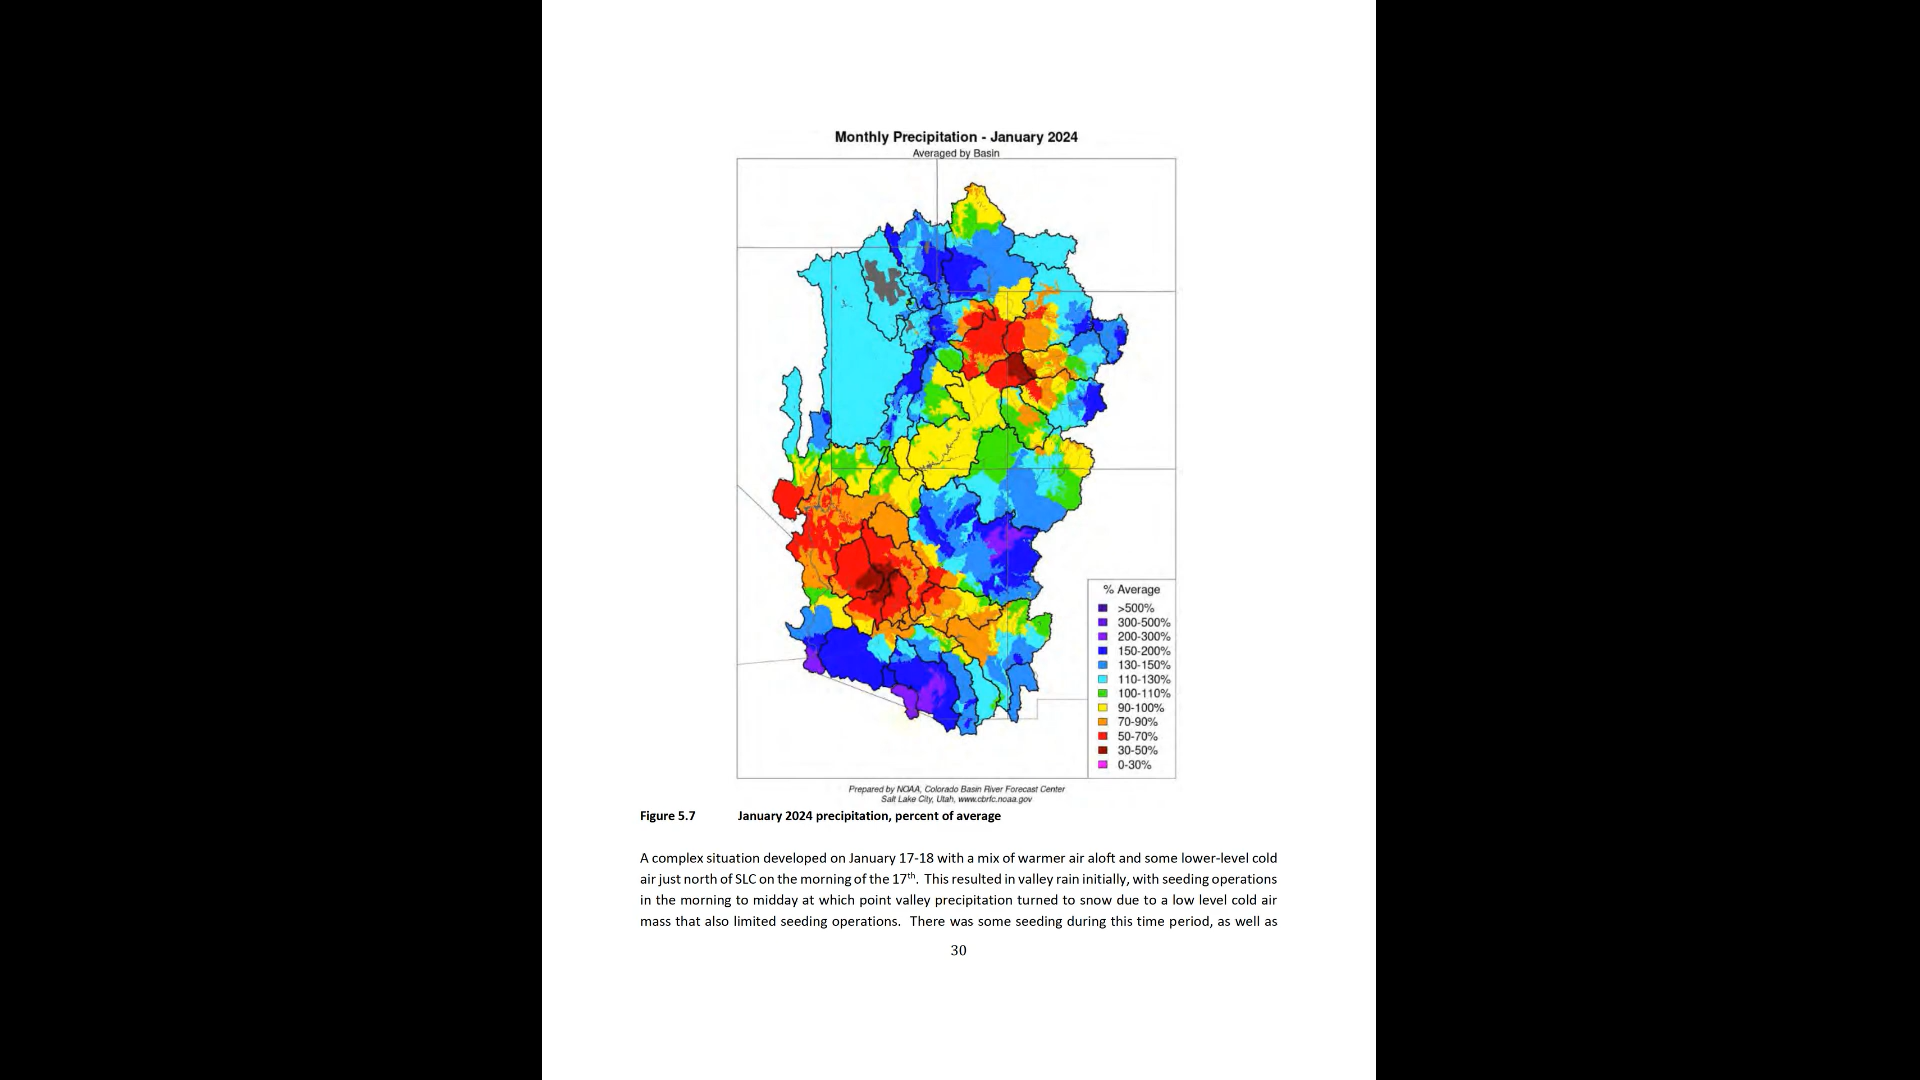 Monthly Precipitation - January 2024
Averaged by Basin
% Average
>500%
300-500%
200-300%
150-200%
130-150%
110-130%
100-110%
90-100%
70-90%
50-70%
30-50%
0-30%
Prepared by NOAA, Colorado Basin River Forecast Center
Salt Lake City, Utah, www.cbrfc.noaa.gov
Figure 5.7 January 2024 precipitation, percent of average
A complex situation developed on January 17-18 with a mix of warmer air aloft and some lower-level cold
air just north of SLC on the morning of the 17th. This resulted in valley rain initially, with seeding operations
in the morning to midday at which point valley precipitation turned to snow due to a low level cold air
mass that also limited seeding operations. There was some seeding during this time period, as well as
30